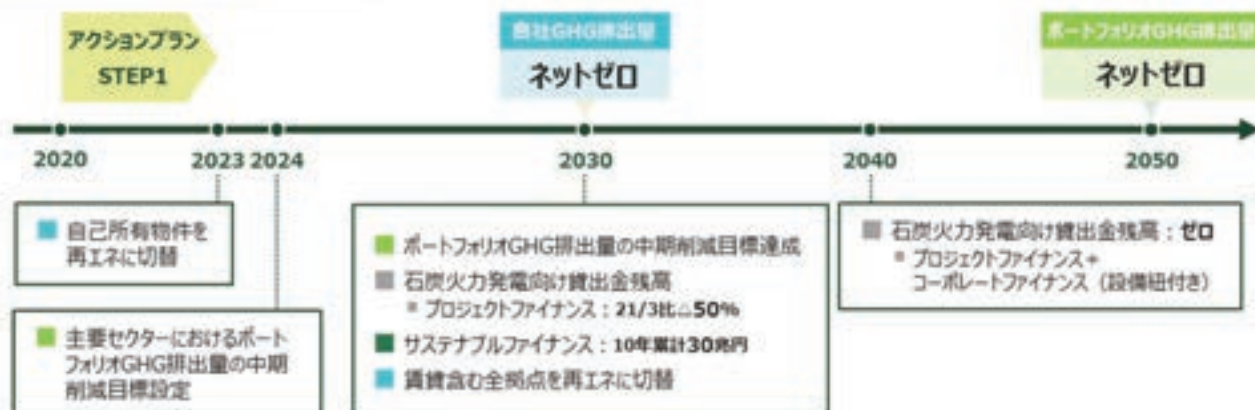 アクションプラン
STEP1
自社GHG排出量
ネットゼロ
ポートフォリオGHG排出量
ネットゼロ
2020
2023
2024
2030
2040
2050
自己所有物件を
再エネに切替
主要セクターにおけるポート
フォリオGHG排出量の中期
削減目標設定
ポートフォリオGHG排出量の中期削減目標達成
石炭火力発電向け貸出金残高
プロジェクトファイナンス:21/3比△50%
サステナブルファイナンス:10年累計30兆円
賃貸含む全拠点を再エネに切替
石炭火力発電向け貸出金残高:ゼロ
プロジェクトファイナンス+
コーポレートファイナンス(設備紐付き)